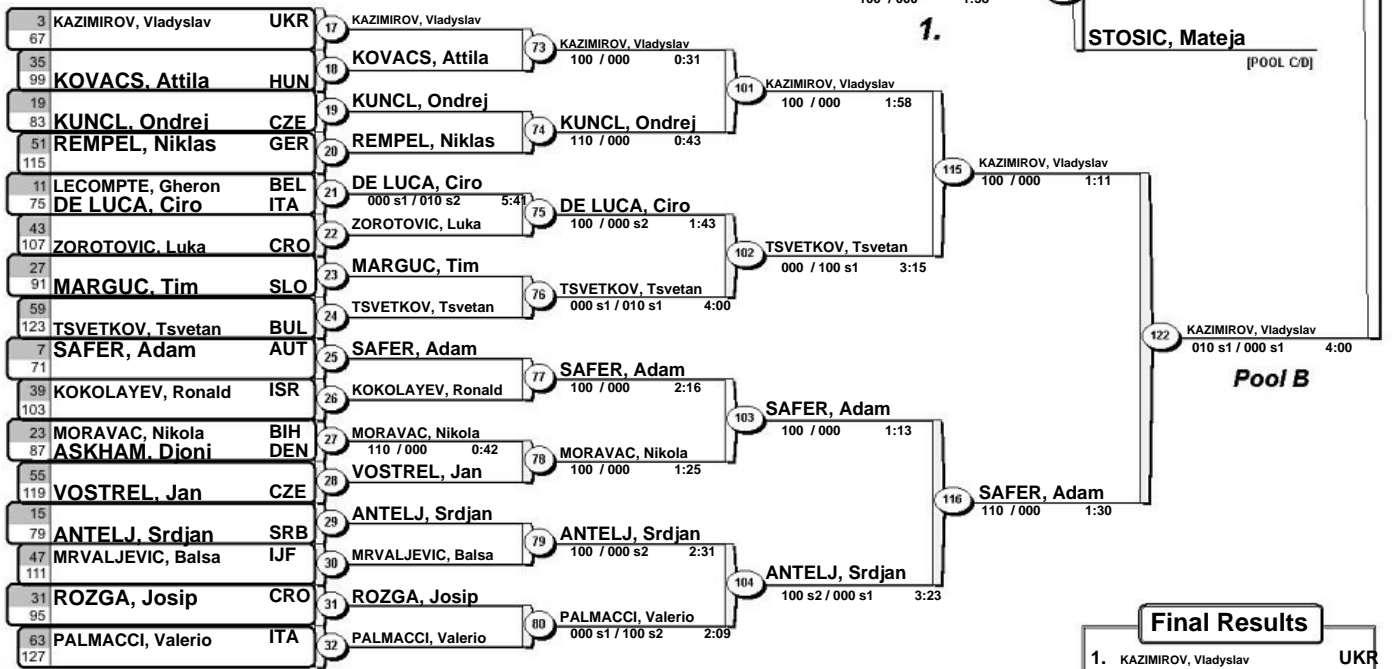 100 / 000 1:58
1.
STOSIC, Mateja
[POOL C/D]
3 KAZIMIROV, Vladyslav UKR
67
17
KAZIMIROV, Vladyslav
35
99 KOVACS, Attila HUN
18
KOVACS, Attila
73
KAZIMIROV, Vladyslav
100 / 000 0:31
19
83 KUNCL, Ondrej CZE
19
KUNCL, Ondrej
51 REMPEL, Niklas GER
115
20
REMPEL, Niklas
74
KUNCL, Ondrej
110 / 000 0:43
101
KAZIMIROV, Vladyslav
100 / 000 1:58
11 LECOMPTE, Gheron BEL
75 DE LUCA, Ciro ITA
21
DE LUCA, Ciro
000 s1 / 010 s2 5:41
43
107 ZOROTOVIC, Luka CRO
22
ZOROTOVIC, Luka
75
DE LUCA, Ciro
100 / 000 s2 1:43
27
91 MARGUC, Tim SLO
23
MARGUC, Tim
59
123 TSVETKOV, Tsvetan BUL
24
TSVETKOV, Tsvetan
76
TSVETKOV, Tsvetan
000 s1 / 010 s1 4:00
102
TSVETKOV, Tsvetan
000 / 100 s1 3:15
115
KAZIMIROV, Vladyslav
100 / 000 1:11
7 SAFER, Adam AUT
71
25
SAFER, Adam
39 KOKOLAYEV, Ronald ISR
103
26
KOKOLAYEV, Ronald
77
SAFER, Adam
100 / 000 2:16
23 MORAVAC, Nikola BIH
87 ASKHAM, Djoni DEN
27
MORAVAC, Nikola
110 / 000 0:42
55
119 VOSTREL, Jan CZE
28
VOSTREL, Jan
78
MORAVAC, Nikola
100 / 000 1:25
103
SAFER, Adam
100 / 000 1:13
15
79 ANTELJ, Srdjan SRB
29
ANTELJ, Srdjan
47 MRVALJEVIC, Balsa IJF
111
30
MRVALJEVIC, Balsa
79
ANTELJ, Srdjan
100 / 000 s2 2:31
31 ROZGA, Josip CRO
95
31
ROZGA, Josip
63 PALMACCI, Valerio ITA
127
32
PALMACCI, Valerio
80
PALMACCI, Valerio
000 s1 / 100 s2 2:09
104
ANTELJ, Srdjan
100 s2 / 000 s1 3:23
116
SAFER, Adam
110 / 000 1:30
122
KAZIMIROV, Vladyslav
010 s1 / 000 s1 4:00
Pool B
Final Results
1. KAZIMIROV, Vladyslav UKR